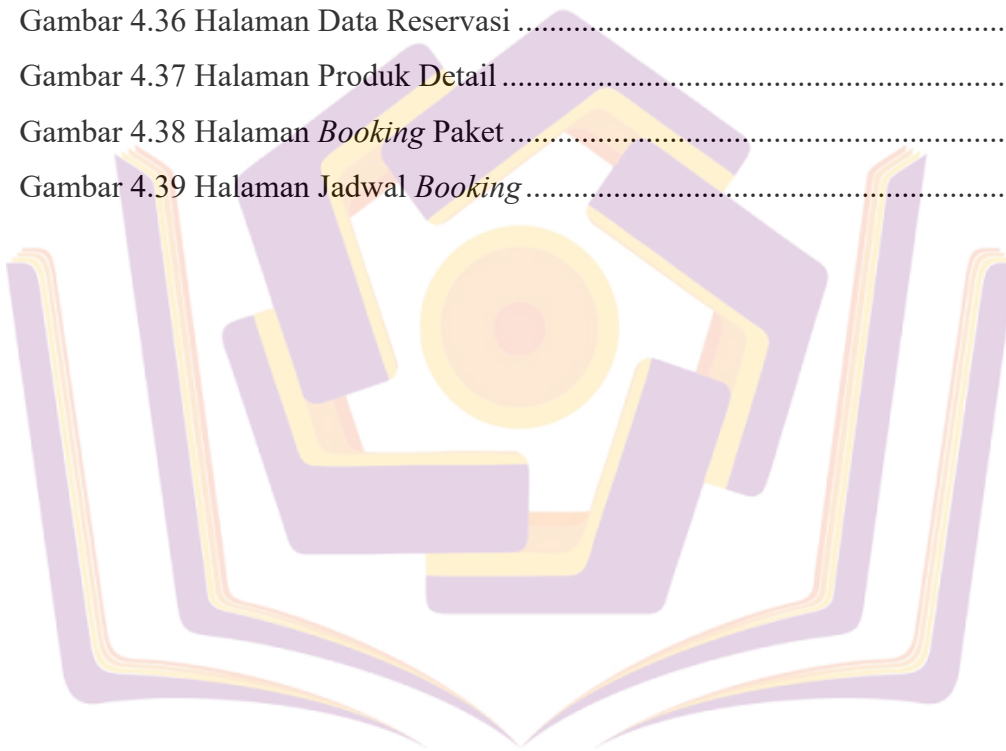 Gambar 4.36 Halaman Data Reservasi ......................................................
Gambar 4.37 Halaman Produk Detail ........................................................
Gambar 4.38 Halaman Booking Paket .......................................................
Gambar 4.39 Halaman Jadwal Booking .....................................................